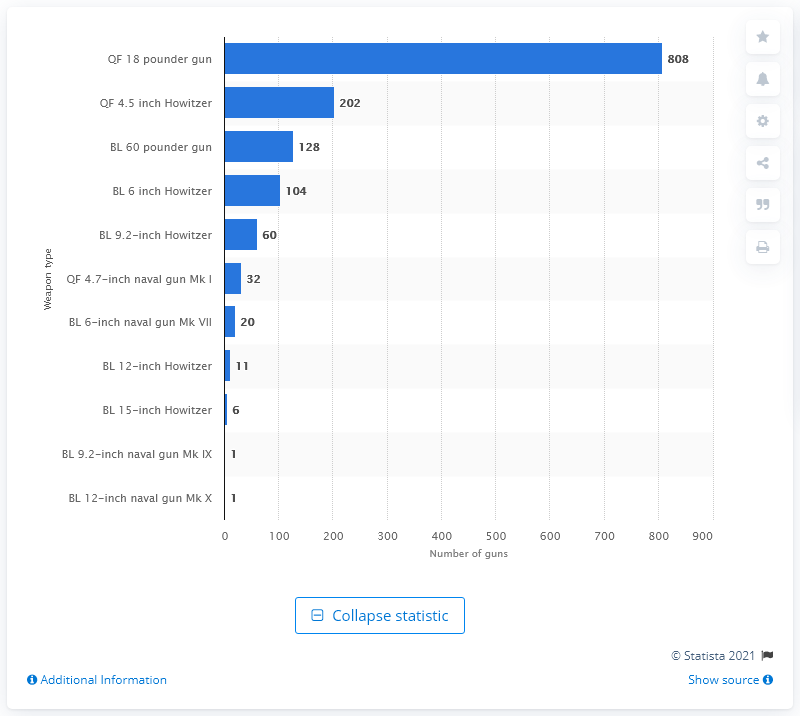 QF 18 pounder gun 808
QF 4.5 inch Howitzer 202
BL 60 pounder gun 128
BL 6 inch Howitzer 104
BL 9.2-inch Howitzer 60
Weapon type
QF 4.7-inch naval gun Mk I 32
BL 6-inch naval gun Mk VII 20
BL 12-inch Howitzer 11
BL 15-inch Howitzer 6
BL 9.2-inch naval gun Mk IX 1
BL 12-inch naval gun Mk X 1
0 100 200 300 400 500 600 700 800 900
Number of guns
Collapse statistic
© Statista 2021
Additional Information Show source